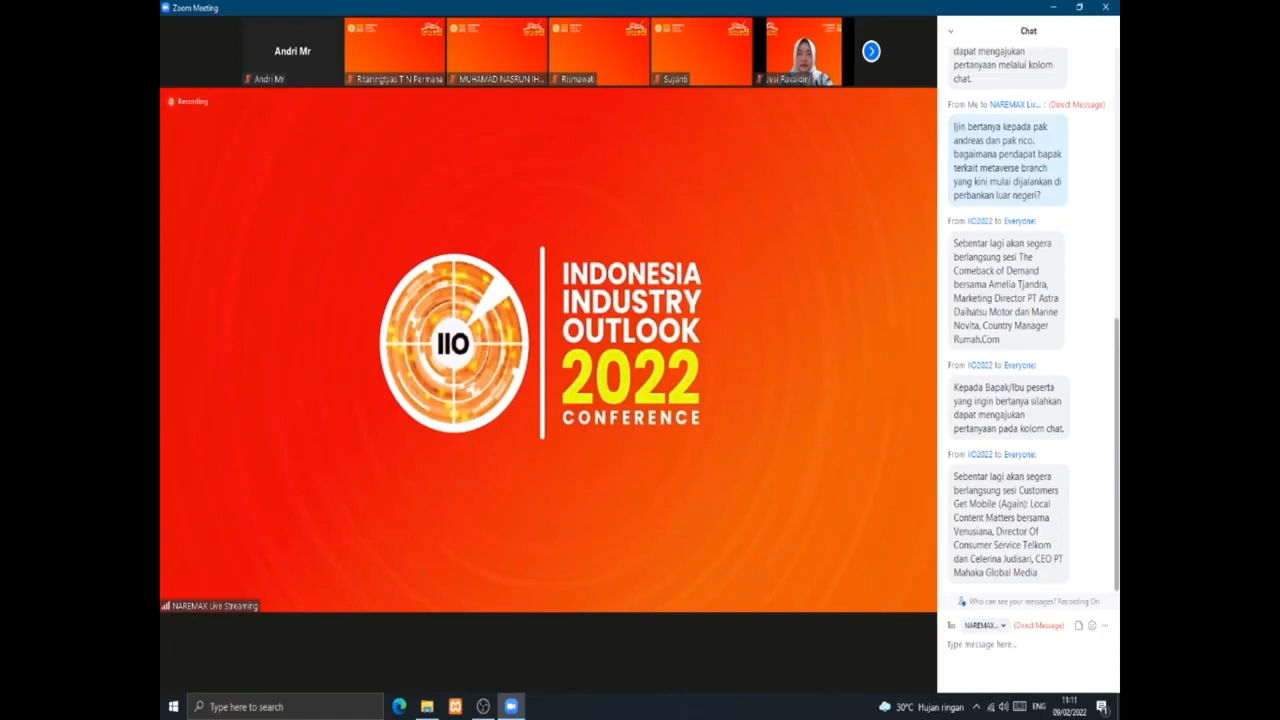 Zoom Meeting
Andri Mr
Andri Mr
Ritaningtyas T N Permana
MUHAMAD NASRUN IH...
Rismawat
Suyanti
Recording
INDONESIA
INDUSTRY
OUTLOOK
2022
CONFERENCE
IIO
NAREMAX Live Streaming
Chat
dapat mengajukan
pertanyaan melalui kolom
chat.
From Me to NAREMAX Liv... : (Direct Message)
Ijin bertanya kepada pak
andreas dan pak rico.
bagaimana pendapat bapak
terkait metaverse branch
yang kini mulai dijalankan di
perbankan luar negeri?
From IIO2022 to Everyone:
Sebentar lagi akan segera
berlangsung sesi The
Comeback of Demand
bersama Amelia Tjandra,
Marketing Director PT Astra
Daihatsu Motor dan Marine
Novita, Country Manager
Rumah.Com
From IIO2022 to Everyone:
Kepada Bapak/Ibu peserta
yang ingin bertanya silahkan
dapat mengajukan
pertanyaan pada kolom chat.
From IIO2022 to Everyone:
Sebentar lagi akan segera
berlangsung sesi Customers
Get Mobile (Again): Local
Content Matters bersama
Venusiana, Director Of
Consumer Service Telkom
dan Celerina Judisari, CEO PT
Mahaka Global Media
Who can see your messages? Recording On
To: NAREMAX... (Direct Message)
Type message here...
Type here to search
30°C Hujan ringan
ENG
11:11
09/02/2022